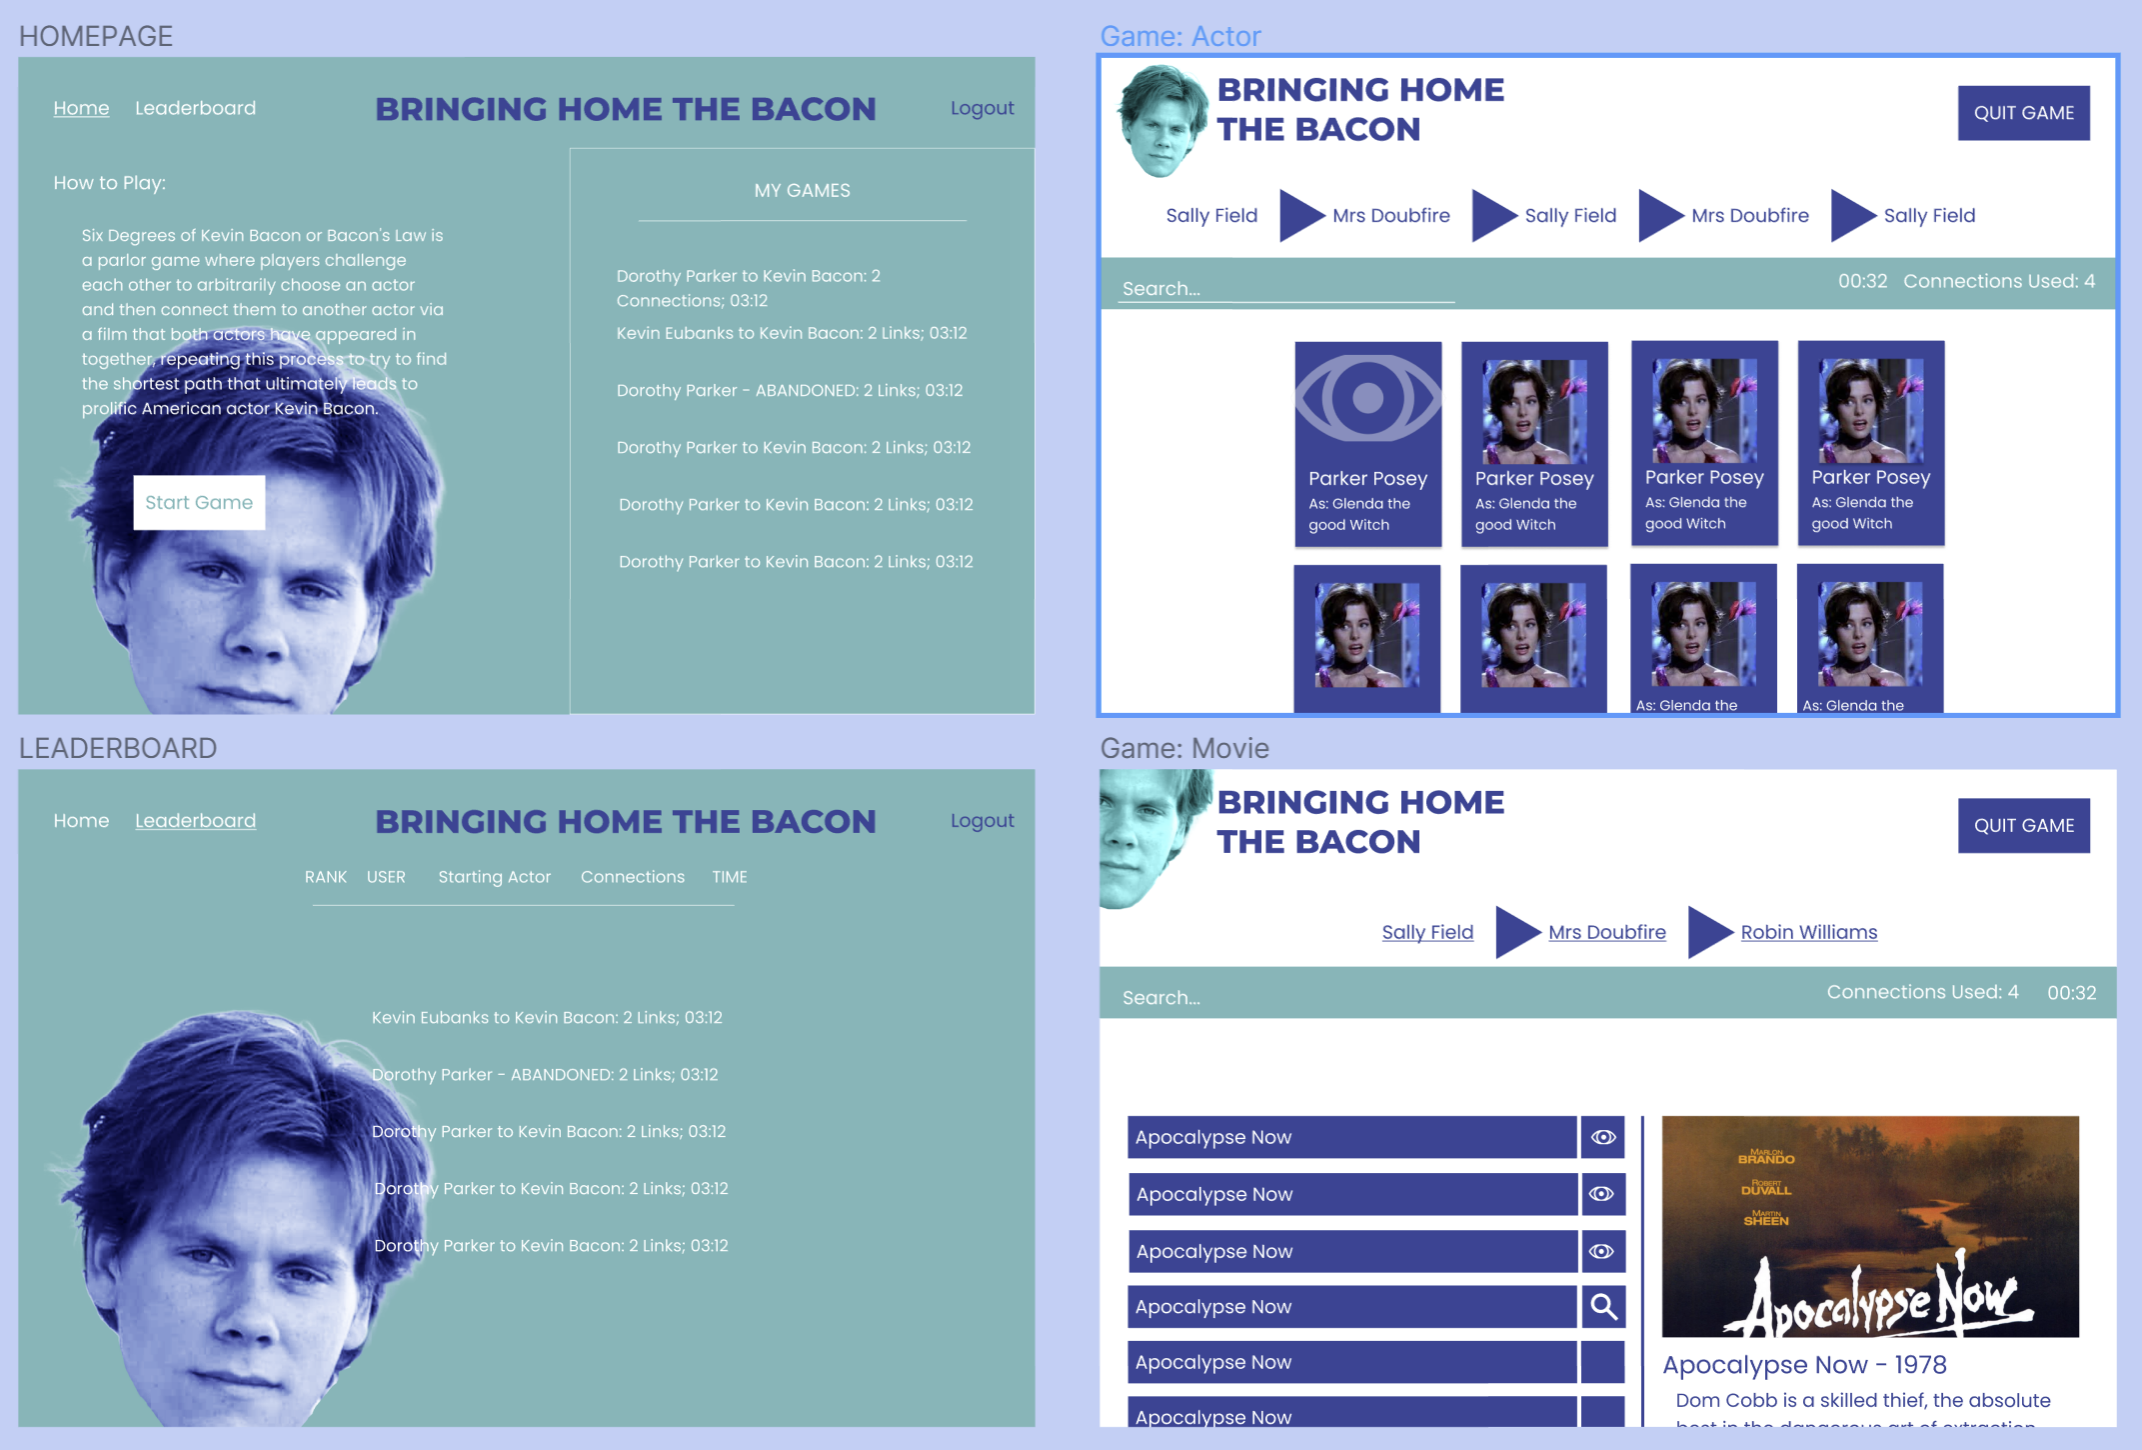 HOMEPAGE
Home Leaderboard BRINGING HOME THE BACON Logout
How to Play:
Six Degrees of Kevin Bacon or Bacon's Law is
a parlor game where players challenge
each other to arbitrarily choose an actor
and then connect them to another actor via
a film that both actors have appeared in
together, repeating this process to try to find
the shortest path that ultimately leads to
prolific American actor Kevin Bacon.
Start Game
MY GAMES
Dorothy Parker to Kevin Bacon: 2
Connections; 03:12
Kevin Eubanks to Kevin Bacon: 2 Links; 03:12
Dorothy Parker - ABANDONED: 2 Links; 03:12
Dorothy Parker to Kevin Bacon: 2 Links; 03:12
Dorothy Parker to Kevin Bacon: 2 Links; 03:12
Dorothy Parker to Kevin Bacon: 2 Links; 03:12
Game: Actor
BRINGING HOME
THE BACON
QUIT GAME
Sally Field Mrs Doubfire Sally Field Mrs Doubfire Sally Field
Search... 00:32 Connections Used: 4
Parker Posey
As: Glenda the
good Witch
Parker Posey
As: Glenda the
good Witch
Parker Posey
As: Glenda the
good Witch
Parker Posey
As: Glenda the
good Witch
As: Glenda the
As: Glenda the
LEADERBOARD
Home Leaderboard BRINGING HOME THE BACON Logout
RANK USER Starting Actor Connections TIME
Kevin Eubanks to Kevin Bacon: 2 Links; 03:12
Dorothy Parker - ABANDONED: 2 Links; 03:12
Dorothy Parker to Kevin Bacon: 2 Links; 03:12
Dorothy Parker to Kevin Bacon: 2 Links; 03:12
Dorothy Parker to Kevin Bacon: 2 Links; 03:12
Game: Movie
BRINGING HOME
THE BACON
QUIT GAME
Sally Field Mrs Doubfire Robin Williams
Search... Connections Used: 4 00:32
Apocalypse Now
Apocalypse Now
Apocalypse Now
Apocalypse Now
Apocalypse Now
Apocalypse Now
MARLON
BRANDO
ROBERT
DUVALL
MARTIN
SHEEN
Apocalypse Now
Apocalypse Now - 1978
Dom Cobb is a skilled thief, the absolute
best in the dangerous art of extraction